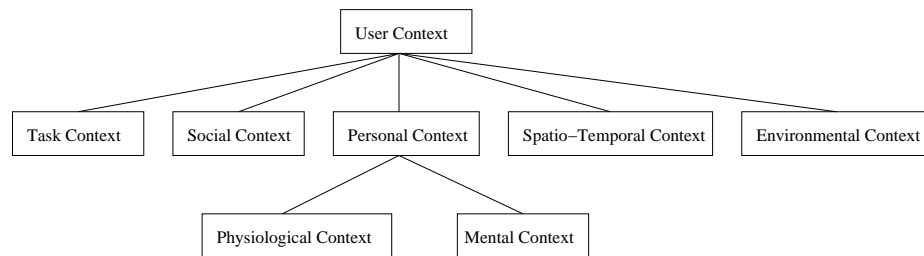 User Context
Task Context
Social Context
Personal Context
Spatio−Temporal Context
Environmental Context
Physiological Context
Mental Context